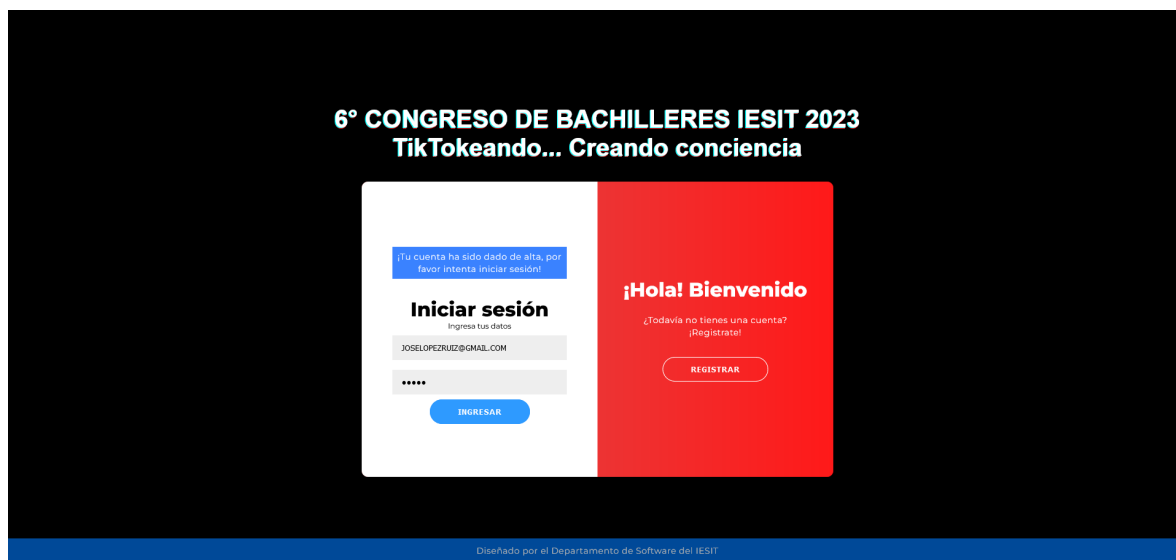 6° CONGRESO DE BACHILLERES IESIT 2023
TikTokeando... Creando conciencia
¡Tu cuenta ha sido dado de alta, por
favor intenta iniciar sesión!
Iniciar sesión
Ingresa tus datos
JOSELOPEZRUIZ@GMAIL.COM
•••••
INGRESAR
¡Hola! Bienvenido
¿Todavía no tienes una cuenta?
¡Registrate!
REGISTRAR
Diseñado por el Departamento de Software del IESIT